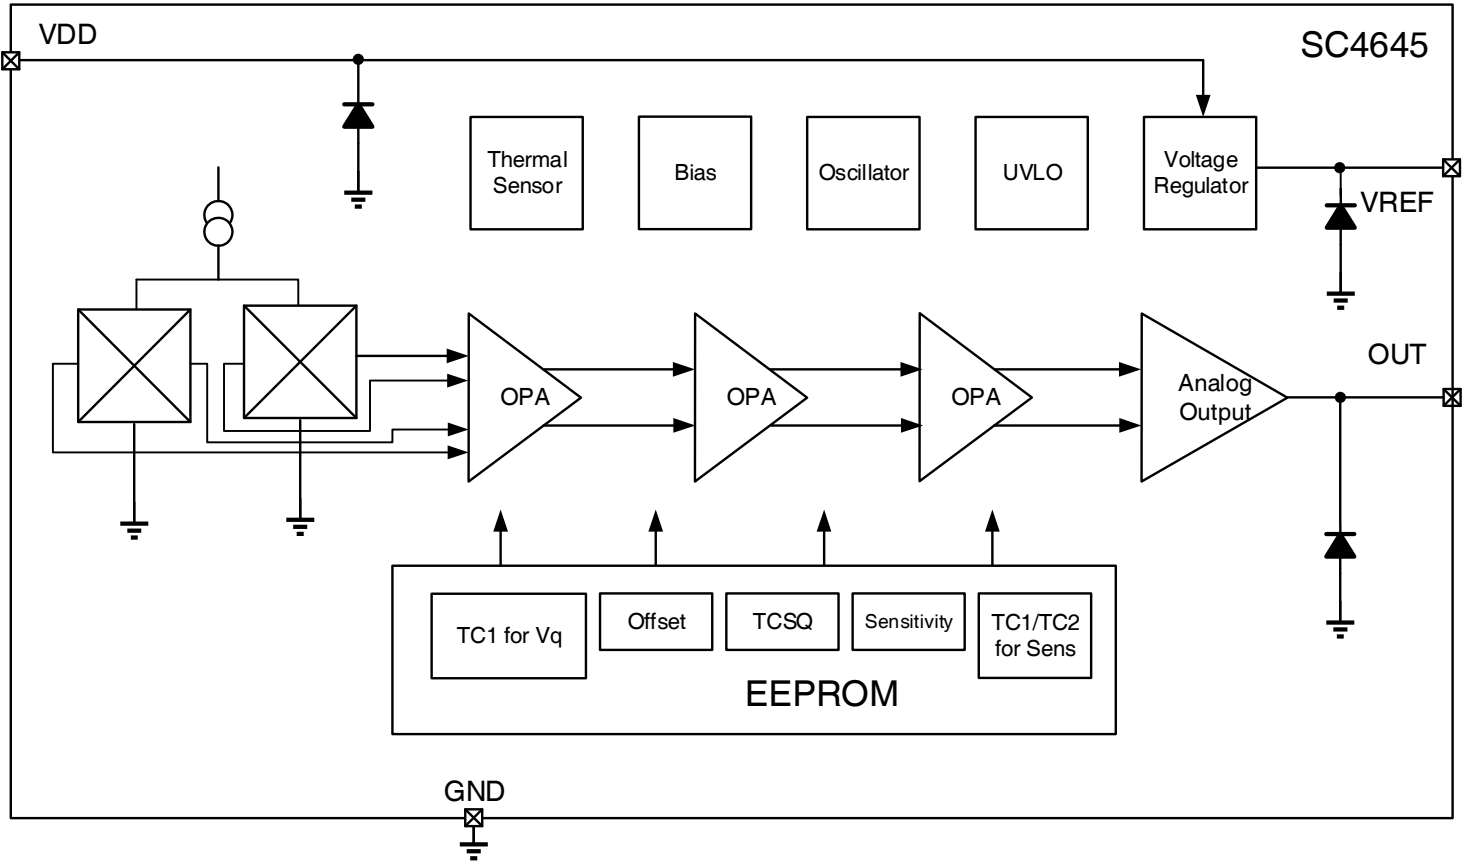 VDD
SC4645
Thermal
Sensor
Bias
Oscillator
UVLO
Voltage
Regulator
VREF
OPA
OPA
OPA
Analog
Output
OUT
TC1 for Vq
Offset
TCSQ
Sensitivity
TC1/TC2
for Sens
EEPROM
GND